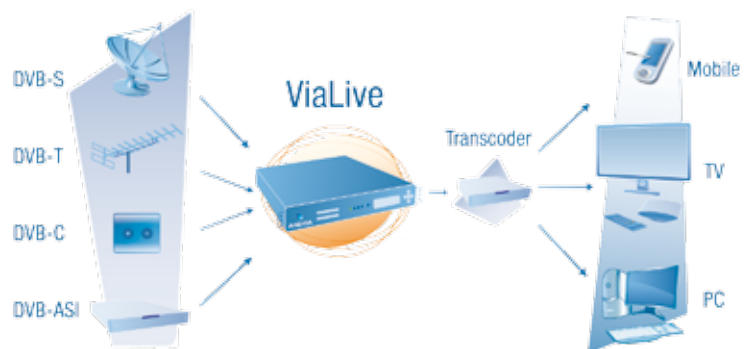 DVB-S
DVB-T
DVB-C
DVB-ASI
ViaLive
Transcoder
Mobile
TV
PC